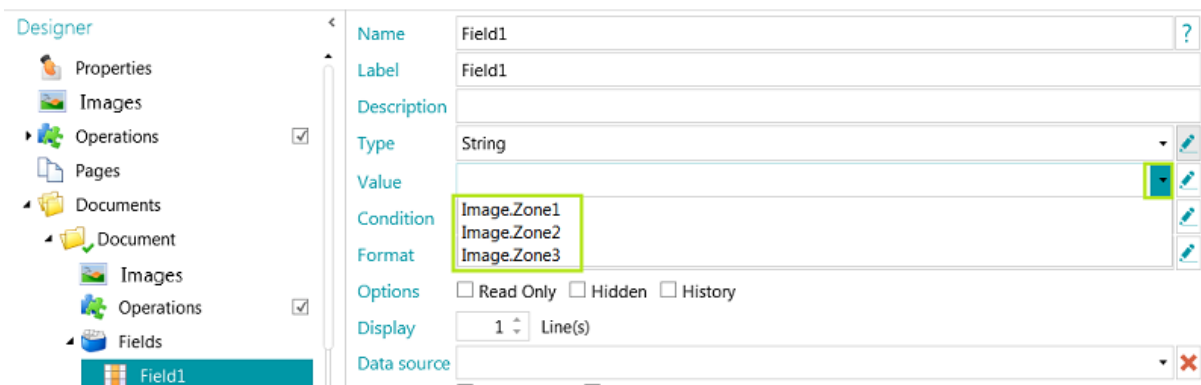 Designer
Properties
Images
Operations
Pages
Documents
Document
Images
Operations
Fields
Field1
Name Field1 ?
Label Field1
Description
Type String
Value
Image.Zone1
Condition Image.Zone2
Format Image.Zone3
Options Read Only Hidden History
Display 1 Line(s)
Data source